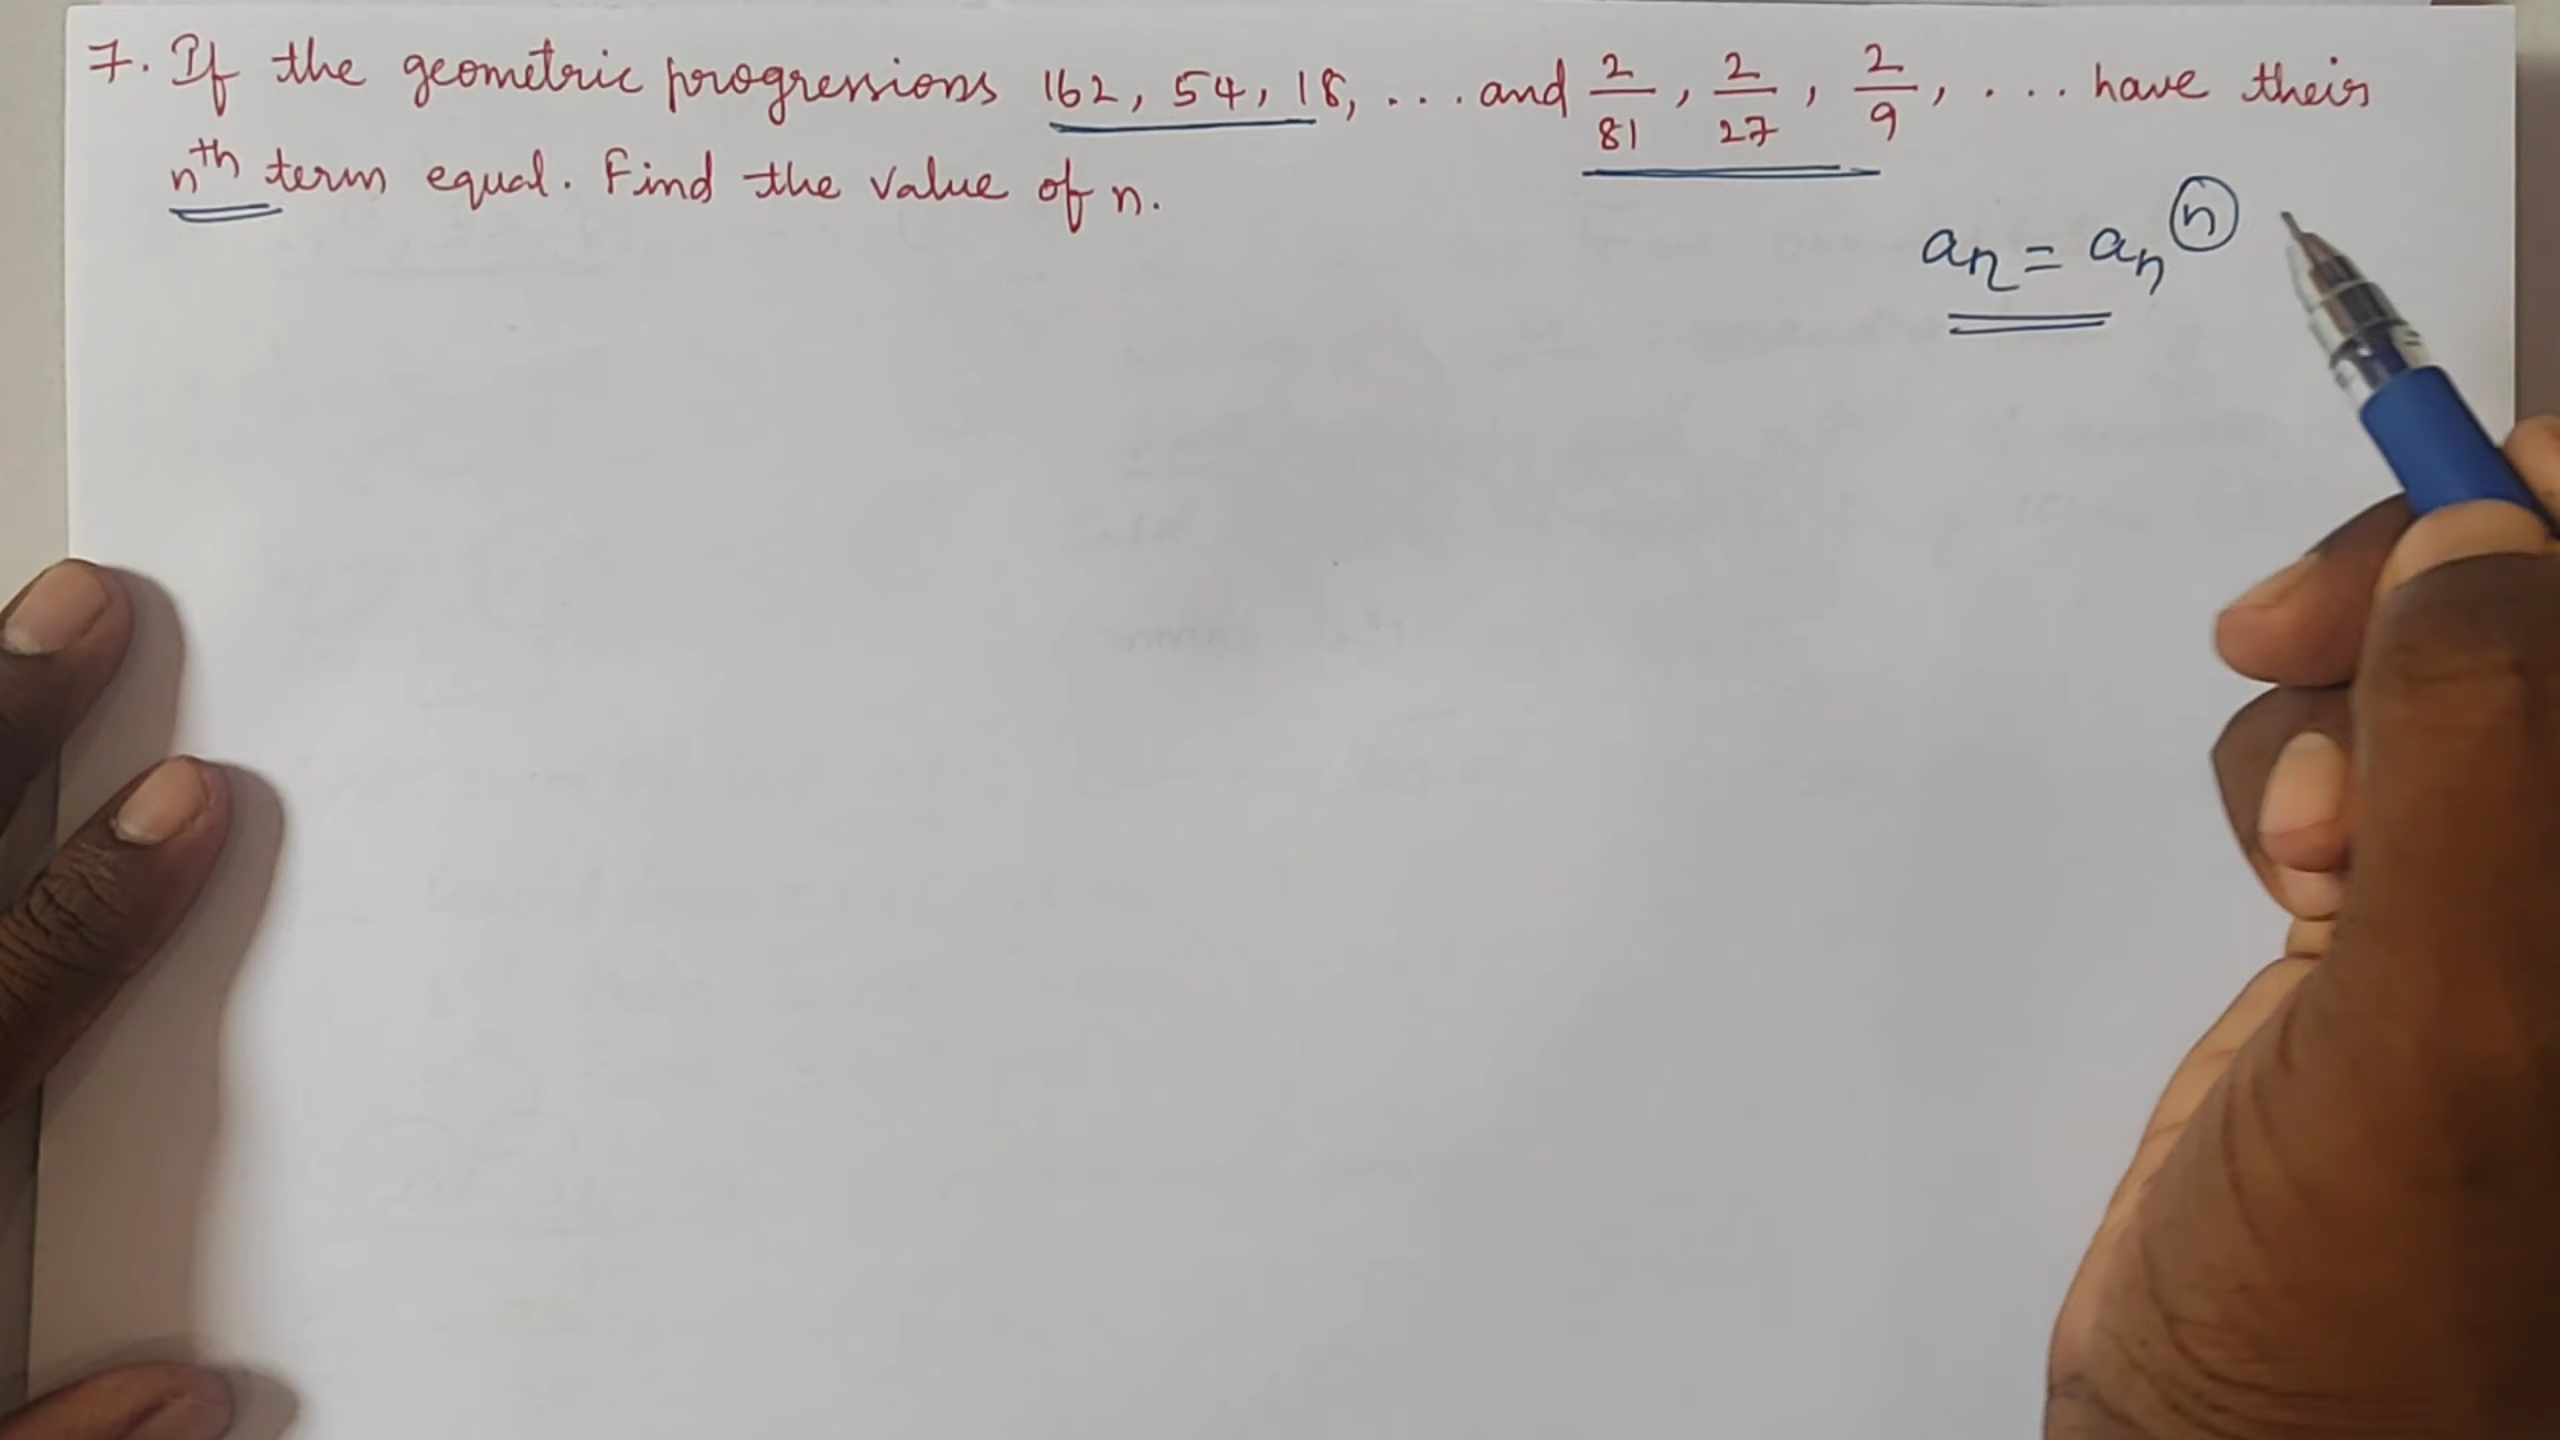 7. If the geometric progressions 162, 54, 18, ... and 2/81, 2/27, 2/9, ... have their
nth term equal. Find the value of n.
an = an n